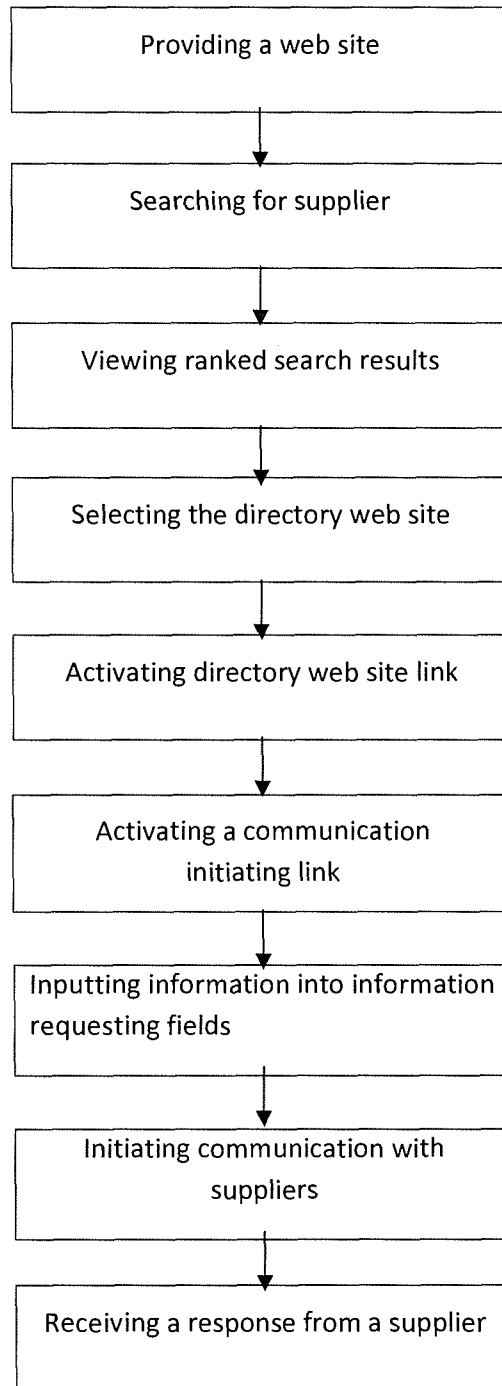 Providing a web site
Searching for supplier
Viewing ranked search results
Selecting the directory web site
Activating directory web site link
Activating a communication
initiating link
Inputting information into information
requesting fields
Initiating communication with
suppliers
Receiving a response from a supplier